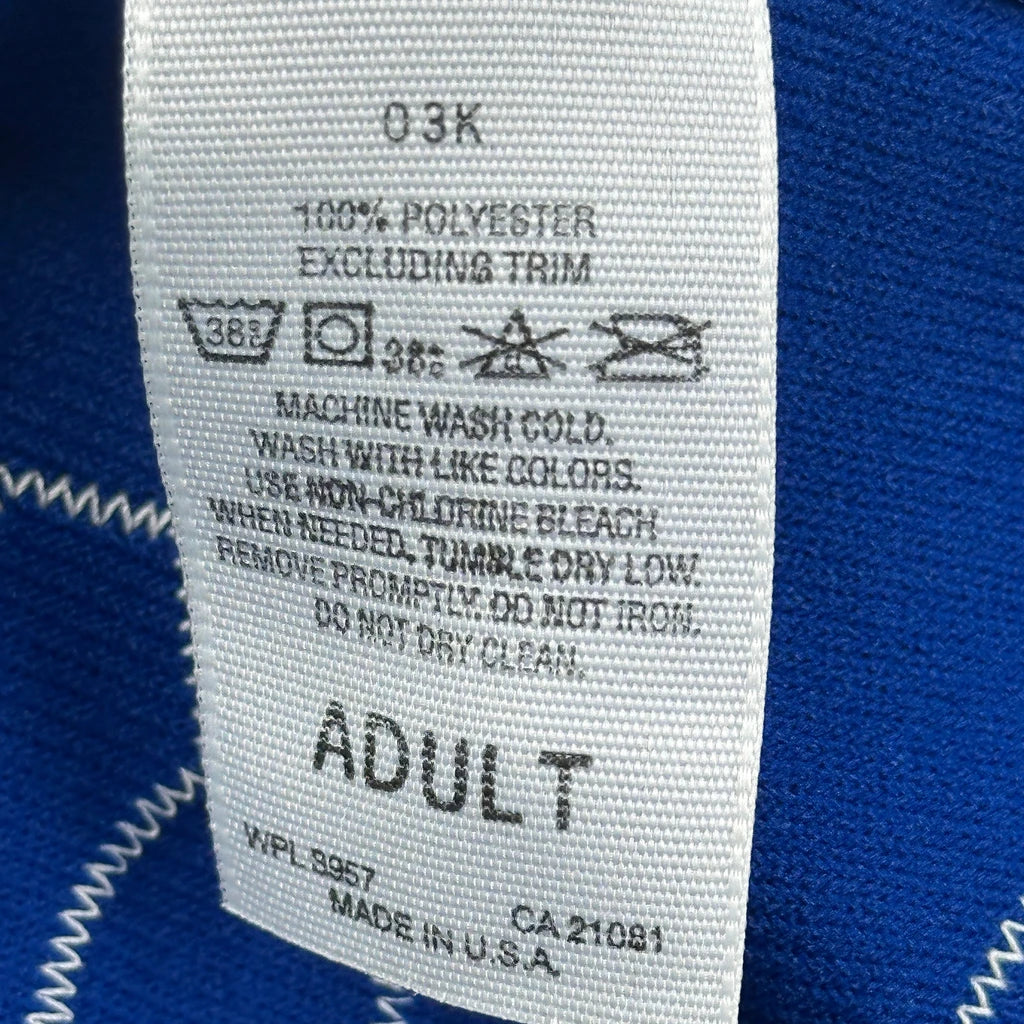 03K
100% POLYESTER
EXCLUDING TRIM
38°C 38°C
MACHINE WASH COLD.
WASH WITH LIKE COLORS.
USE NON-CHLORINE BLEACH
WHEN NEEDED. TUMBLE DRY LOW.
REMOVE PROMPTLY. DO NOT IRON.
DO NOT DRY CLEAN.
ADULT
WPL 8957
CA 21081
MADE IN U.S.A.